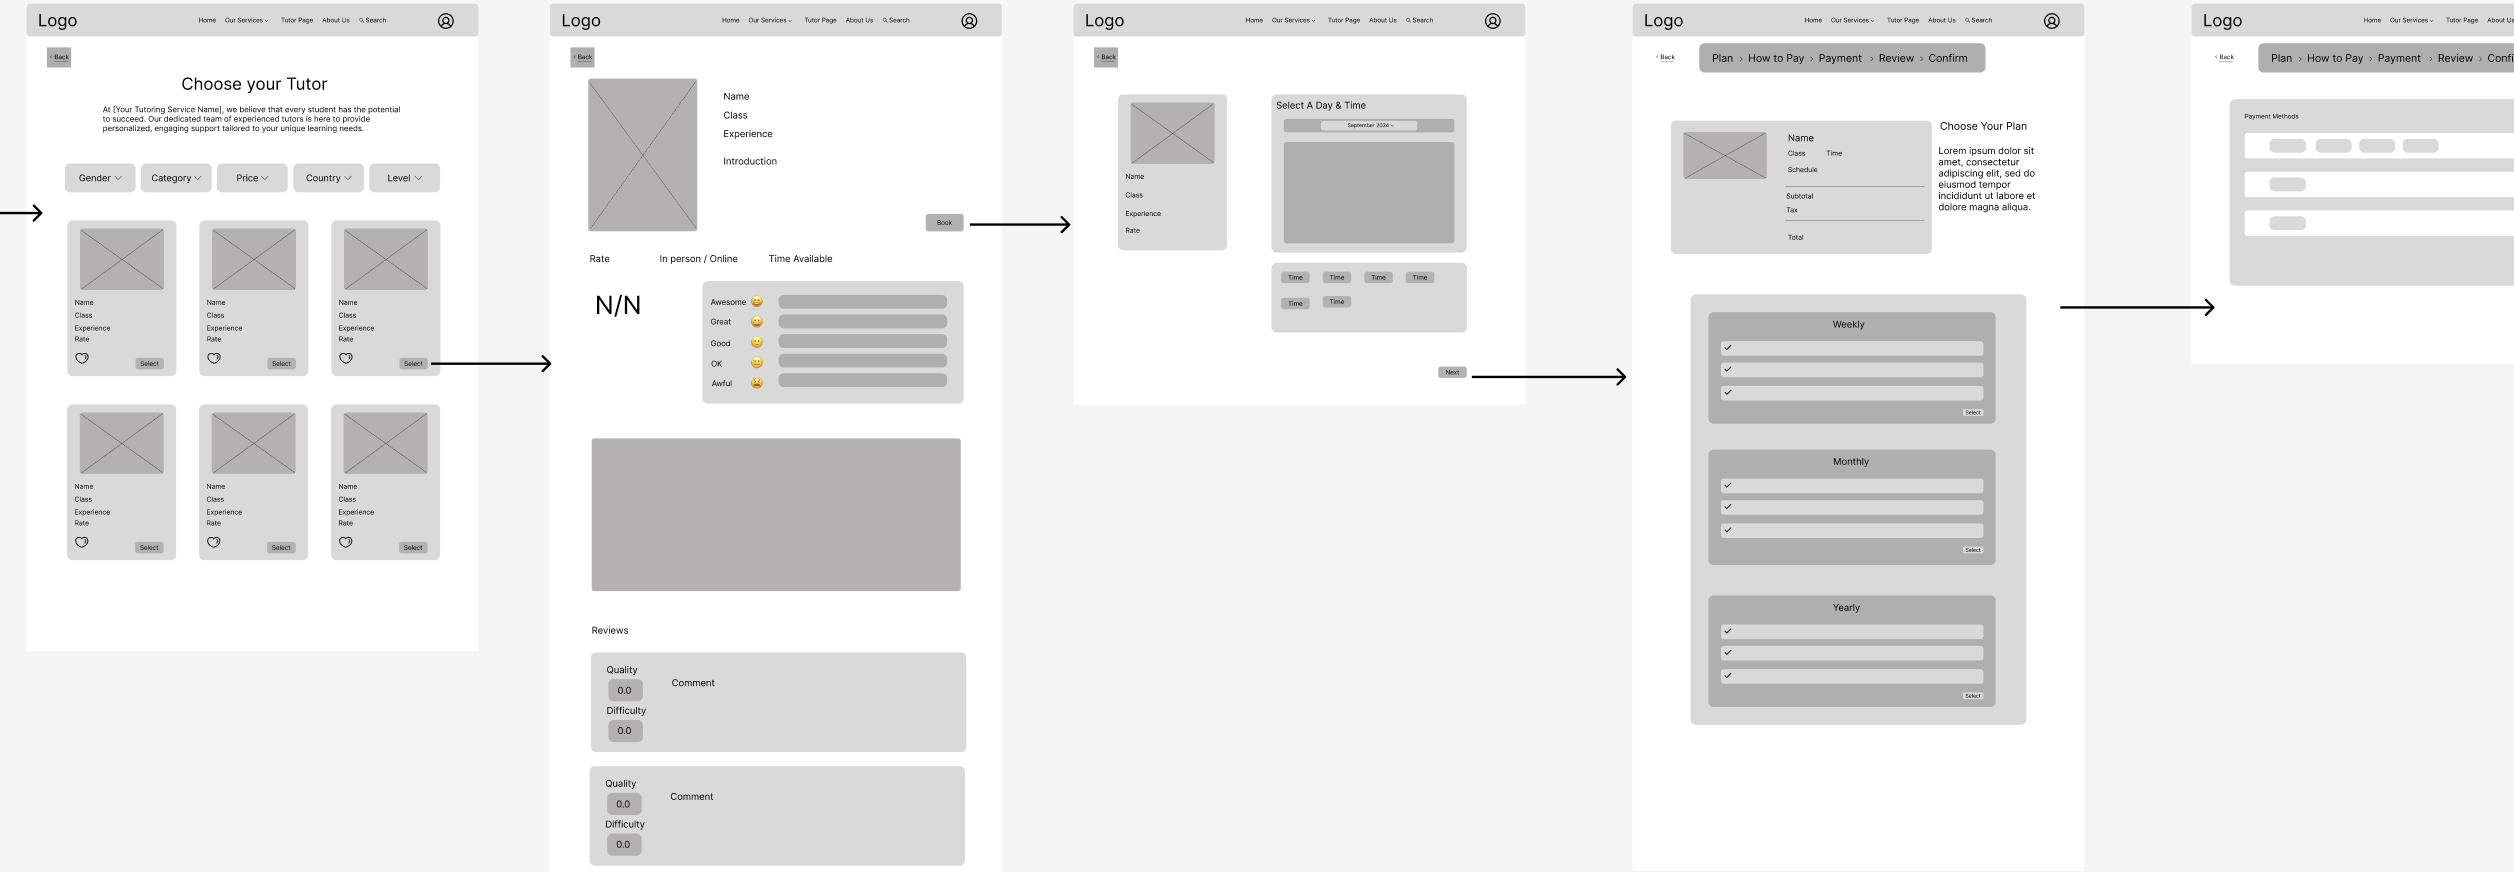 Logo
Home Our Services Tutor Page About Us Search
Back
Choose your Tutor
At [Your Tutoring Service Name], we believe that every student has the potential
to succeed. Our dedicated team of experienced tutors is here to provide
personalized, engaging support tailored to your unique learning needs.
Gender Category Price Country Level
Name
Class
Experience
Rate
Select
Name
Class
Experience
Rate
Select
Name
Class
Experience
Rate
Select
Name
Class
Experience
Rate
Select
Name
Class
Experience
Rate
Select
Name
Class
Experience
Rate
Select
Logo
Home Our Services Tutor Page About Us Search
Back
Name
Class
Experience
Introduction
Book
Rate In person / Online Time Available
N/N
Awesome
Great
Good
OK
Awful
Reviews
Quality
0.0
Difficulty
0.0
Comment
Quality
0.0
Difficulty
0.0
Comment
Logo
Home Our Services Tutor Page About Us Search
Back
Name
Class
Experience
Rate
Select A Day & Time
September 2024
Time Time Time Time
Time Time
Next
Logo
Home Our Services Tutor Page About Us Search
Back
Plan > How to Pay > Payment > Review > Confirm
Name
Class Time
Schedule
Subtotal
Tax
Total
Choose Your Plan
Lorem ipsum dolor sit
amet, consectetur
adipiscing elit, sed do
eiusmod tempor
incididunt ut labore et
dolore magna aliqua.
Weekly
Select
Monthly
Select
Yearly
Select
Logo
Home Our Services Tutor Page About
Back
Plan > How to Pay > Payment > Review >
Payment Methods